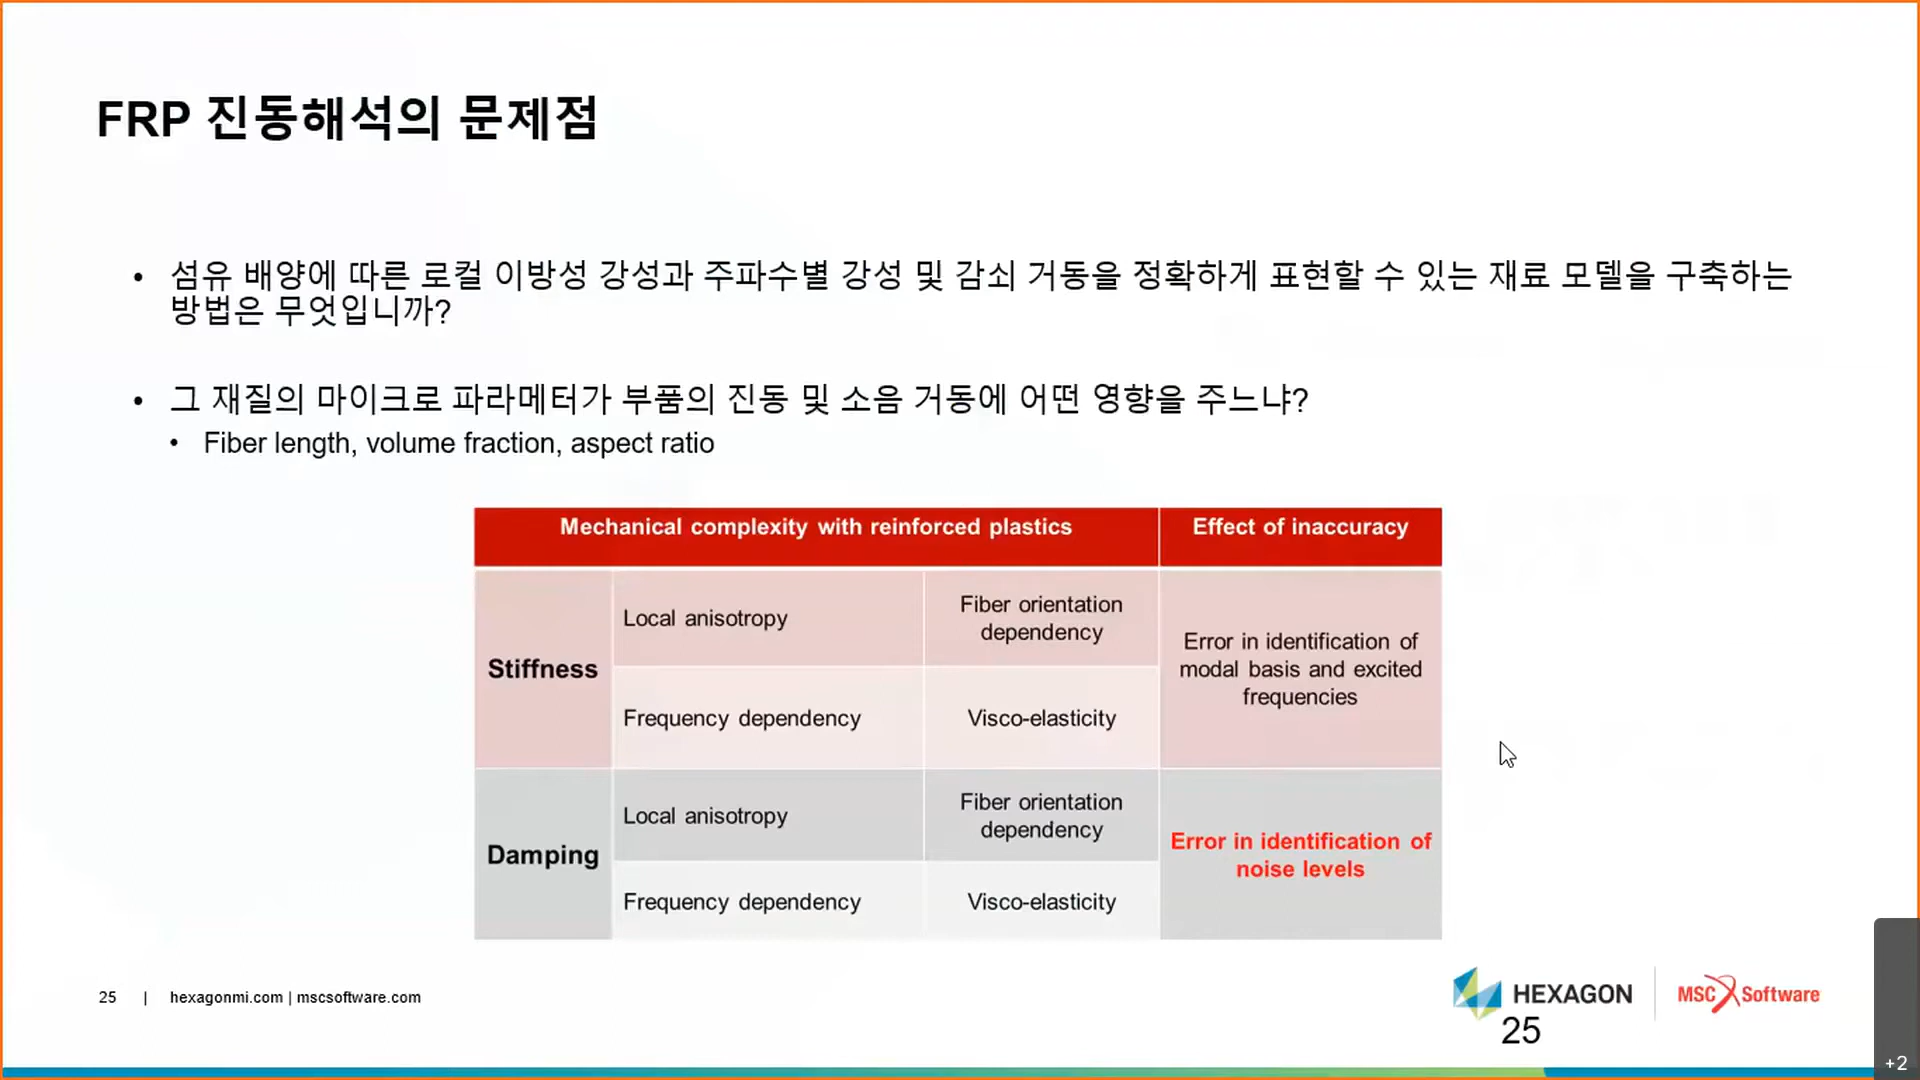 FRP 진동해석의 문제점
• 섬유 배양에 따른 로컬 이방성 강성과 주파수별 강성 및 감쇠 거동을 정확하게 표현할 수 있는 재료 모델을 구축하는
방법은 무엇입니까?
• 그 재질의 마이크로 파라메터가 부품의 진동 및 소음 거동에 어떤 영향을 주느냐?
• Fiber length, volume fraction, aspect ratio
Mechanical complexity with reinforced plastics
Effect of inaccuracy
Stiffness
Local anisotropy
Fiber orientation
dependency
Frequency dependency
Visco-elasticity
Error in identification of
modal basis and excited
frequencies
Damping
Local anisotropy
Fiber orientation
dependency
Frequency dependency
Visco-elasticity
Error in identification of
noise levels
25 | hexagonmi.com | mscsoftware.com
HEXAGON
MSC Software
25
+2